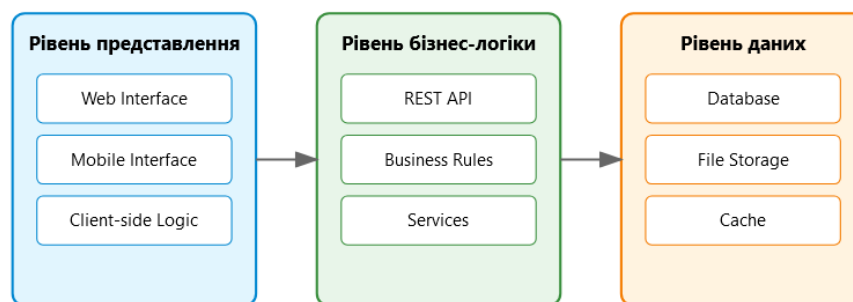 Рівень представлення
Web Interface
Mobile Interface
Client-side Logic
Рівень бізнес-логіки
REST API
Business Rules
Services
Рівень даних
Database
File Storage
Cache